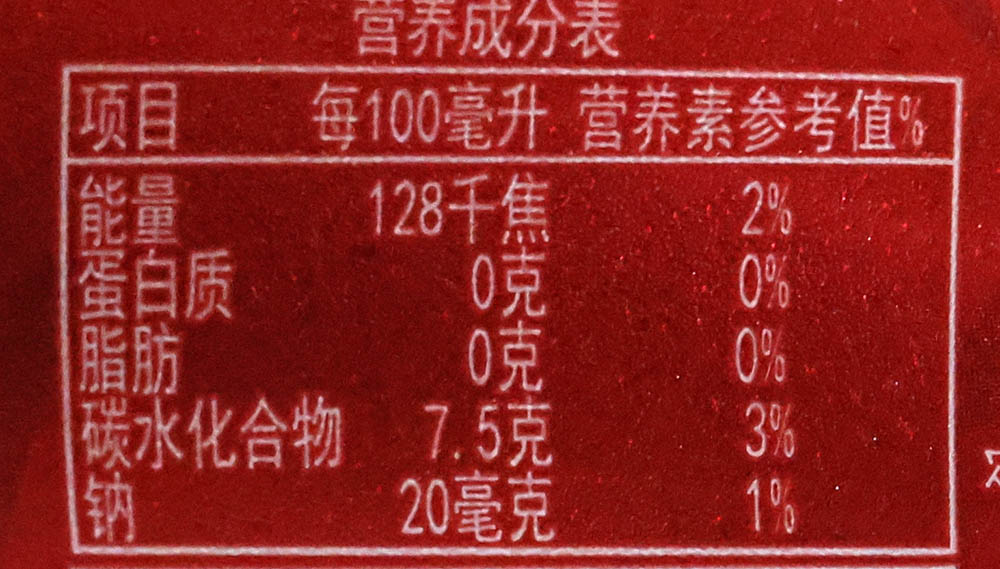 营养成分表
项目 每100毫升 营养素参考值%
能量 128千焦 2%
蛋白质 0克 0%
脂肪 0克 0%
碳水化合物 7.5克 3%
钠 20毫克 1%